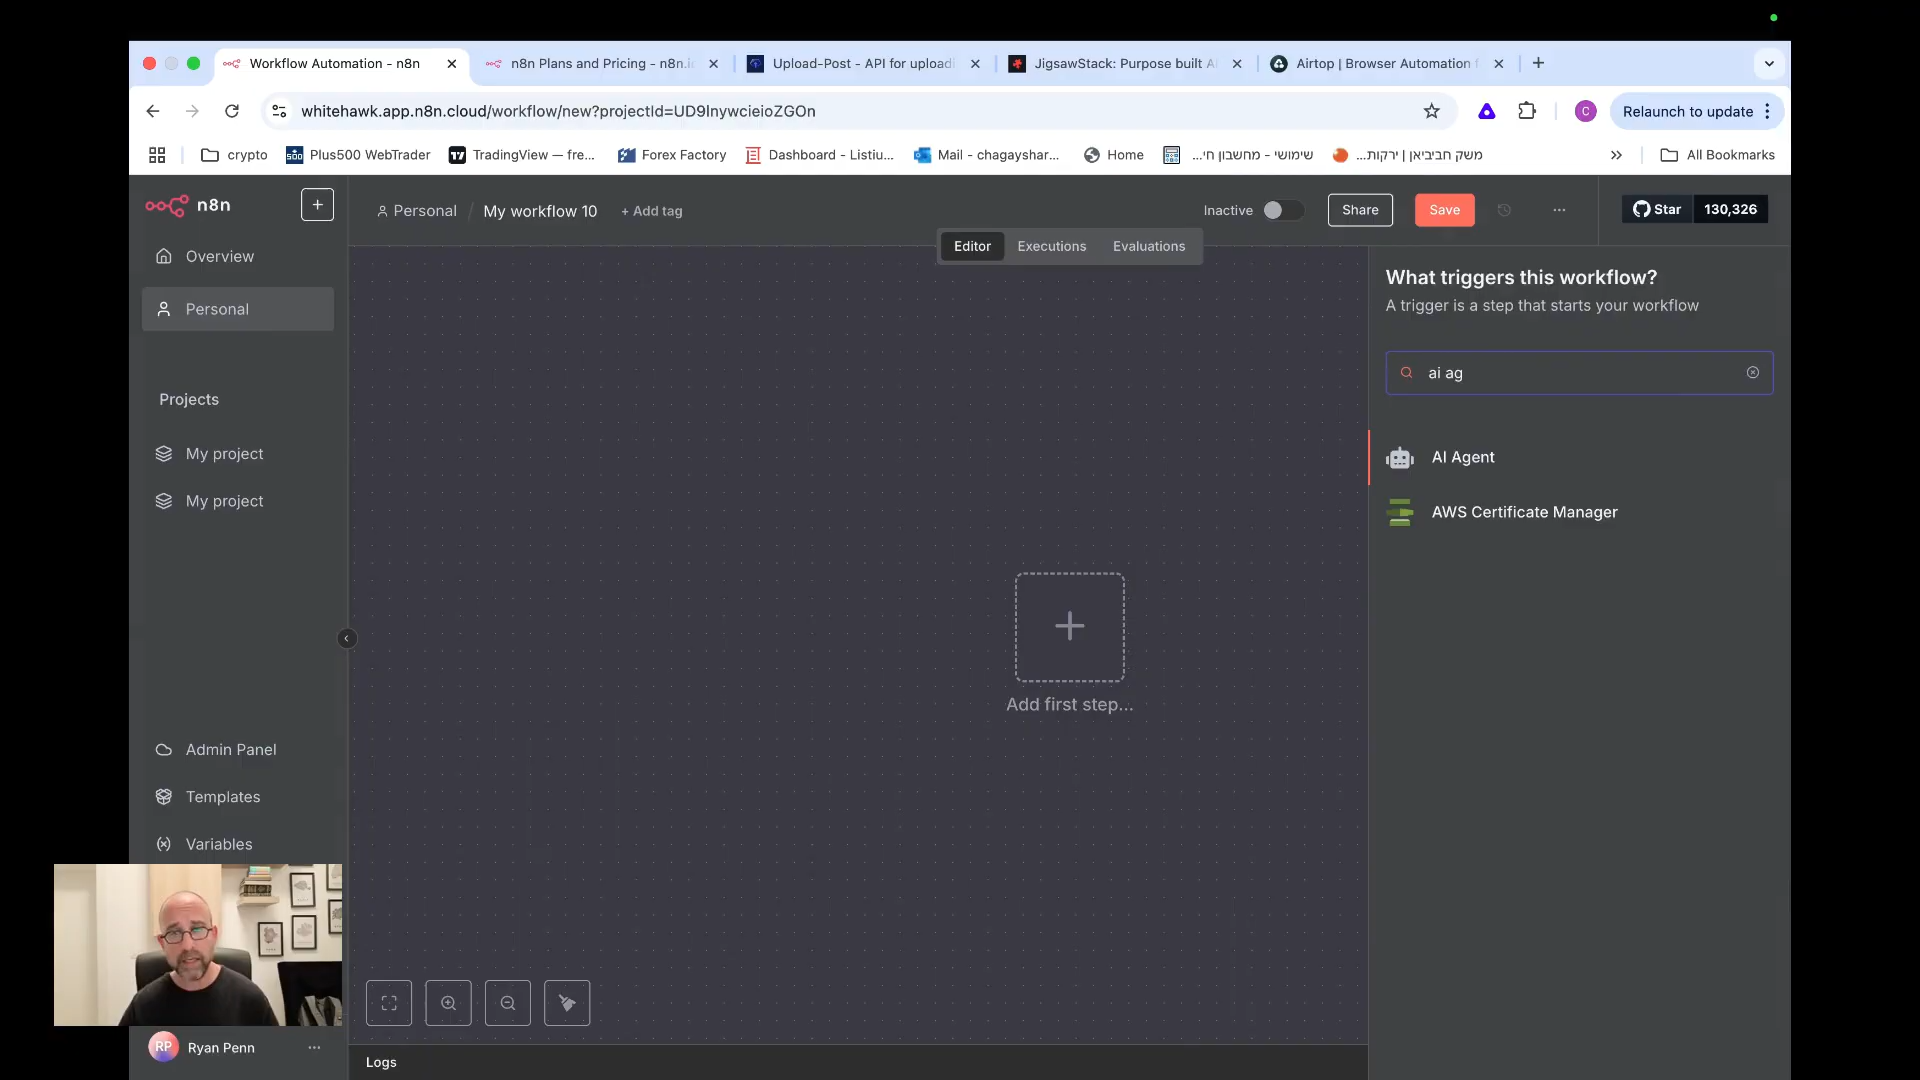 Workflow Automation - n8n
n8n Plans and Pricing - n8n.i
Upload-Post - API for uploadi
JigsawStack: Purpose built A
Airtop | Browser Automation f
whitehawk.app.n8n.cloud/workflow/new?projectId=UD9InywcieioZGOn
C
Relaunch to update
crypto
500
Plus500 WebTrader
TradingView — fre...
Forex Factory
Dashboard - Listiu...
Mail - chagayshar...
Home
שימושי - מחשבון חי...
משק חביביאן | ירקות...
All Bookmarks
n8n
Personal / My workflow 10 + Add tag
Inactive
Share
Save
Star 130,326
Editor Executions Evaluations
Overview
Personal
Projects
My project
My project
Admin Panel
Templates
Variables
RP Ryan Penn
Add first step...
Logs
What triggers this workflow?
A trigger is a step that starts your workflow
ai ag
AI Agent
AWS Certificate Manager